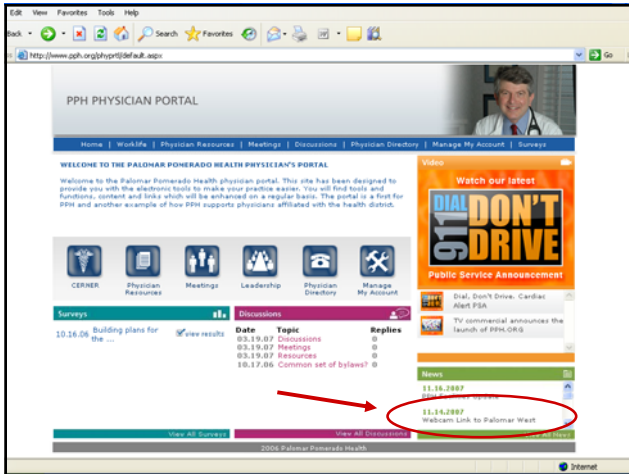 Edit View Favorites Tools Help
Back Search Favorites
http://www.pph.org/phyprtl/default.aspx Go
PPH PHYSICIAN PORTAL
Home | Worklife | Physician Resources | Meetings | Discussions | Physician Directory | Manage My Account | Surveys
WELCOME TO THE PALOMAR POMERADO HEALTH PHYSICIAN'S PORTAL
Welcome to the Palomar Pomerado Health physician portal. This site has been designed to
provide you with the electronic tools to make your practice easier. You will find tools and
functions, content and links which will be enhanced on a regular basis. The portal is a first for
PPH and another example of how PPH supports physicians affiliated with the health district.
CERNER
Physician
Resources
Meetings
Leadership
Physician
Directory
Manage
My Account
Surveys
10.16.06 Building plans for
the ...
view results
View All Surveys
Discussions
Date Topic Replies
03.19.07 Discussions 0
03.19.07 Meetings 0
03.19.07 Resources 0
10.17.06 Common set of bylaws? 0
View All Discussions
Video
Watch our latest
DIAL
911
DON'T
DRIVE
Public Service Announcement
Dial, Don't Drive. Cardiac
Alert PSA
TV commercial announces the
launch of PPH.ORG
News
11.16.2007
PPH
11.14.2007
Webcam Link to Palomar West
View All News
2006 Palomar Pomerado Health
Internet